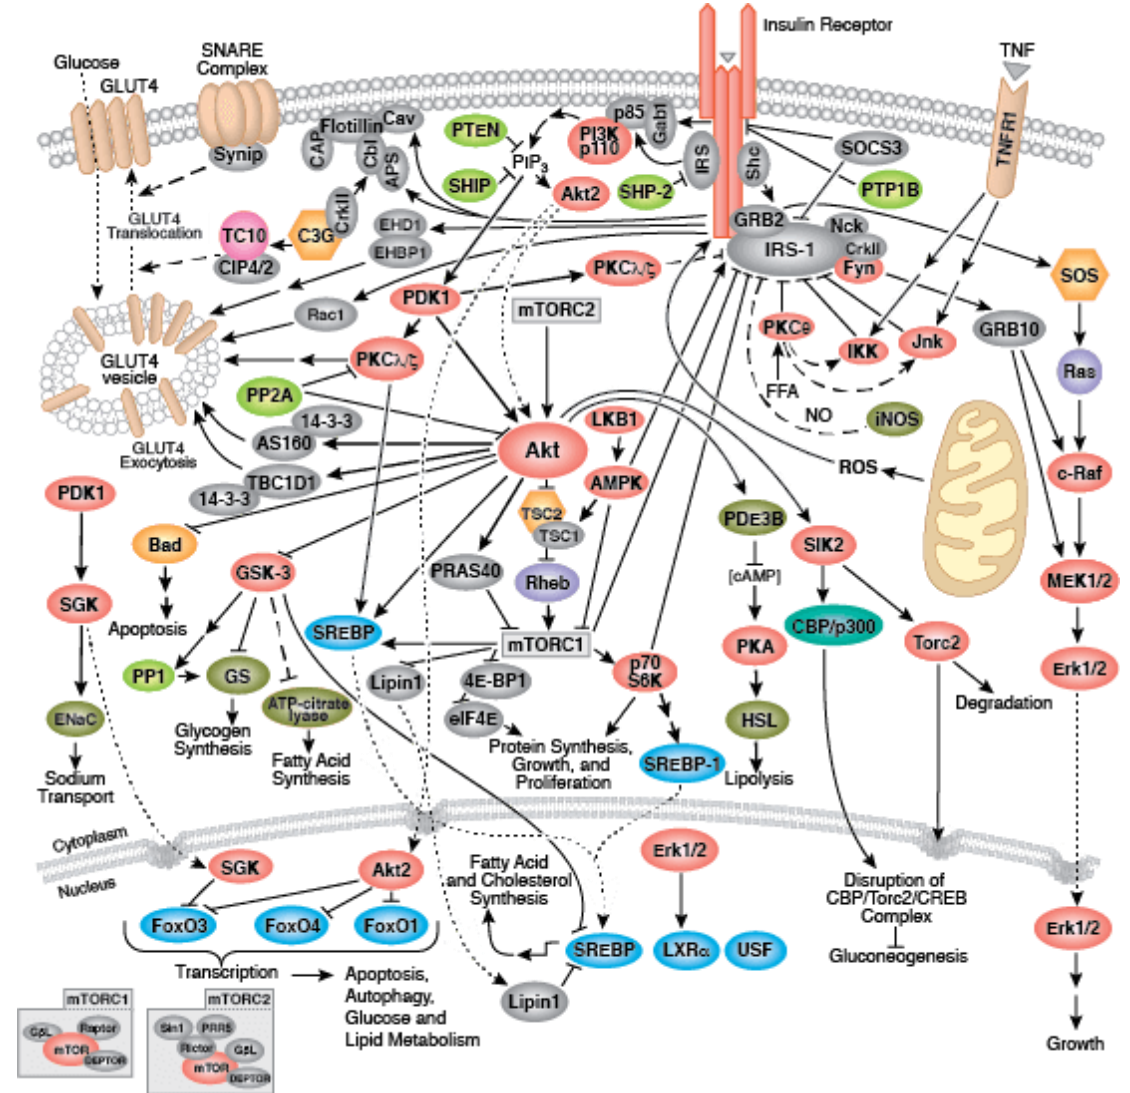 Insulin Receptor
TNF
SNARE
Complex
Glucose
GLUT4
Flotillin
Cav
CAP
Cbl
APS
Synip
PTEN
PIP3
SHIP
PI3K
p110
p85
Gab1
Akt2
SHP-2
IRS
Shc
SOCS3
PTP1B
TNFR1
GLUT4
Translocation
TC10
CIP4/2
C3G
CrkII
EHD1
EHBP1
GRB2
Nck
IRS-1
CrkII
Fyn
SOS
PKCλ/ζ
PDK1
mTORC2
Rac1
PKCθ
IKK
Jnk
GRB10
GLUT4
vesicle
PKCλ/ζ
FFA
Ras
PP2A
14-3-3
AS160
LKB1
NO
iNOS
GLUT4
Exocytosis
Akt
ROS
c-Raf
PDK1
TBC1D1
14-3-3
AMPK
TSC2
TSC1
PDE3B
Bad
SIK2
GSK-3
PRAS40
Rheb
[cAMP]
MEK1/2
SGK
Apoptosis
SREBP
mTORC1
CBP/p300
PKA
Torc2
PP1
GS
Lipin1
4E-BP1
p70
S6K
Erk1/2
ATP-citrate
lyase
eIF4E
Degradation
ENaC
HSL
Glycogen
Synthesis
Fatty Acid
Synthesis
Protein Synthesis,
Growth, and
Proliferation
SREBP-1
Lipolysis
Sodium
Transport
Cytoplasm
Nucleus
SGK
Akt2
Fatty Acid
and Cholesterol
Synthesis
Erk1/2
Disruption of
CBP/Torc2/CREB
Complex
FoxO3
FoxO4
FoxO1
SREBP
LXRα
USF
Gluconeogenesis
Erk1/2
Transcription
Apoptosis,
Autophagy,
Glucose and
Lipid Metabolism
Lipin1
Growth
mTORC1
GβL
Raptor
mTOR
DEPTOR
mTORC2
Sin1
PRR5
Rictor
GβL
mTOR
DEPTOR